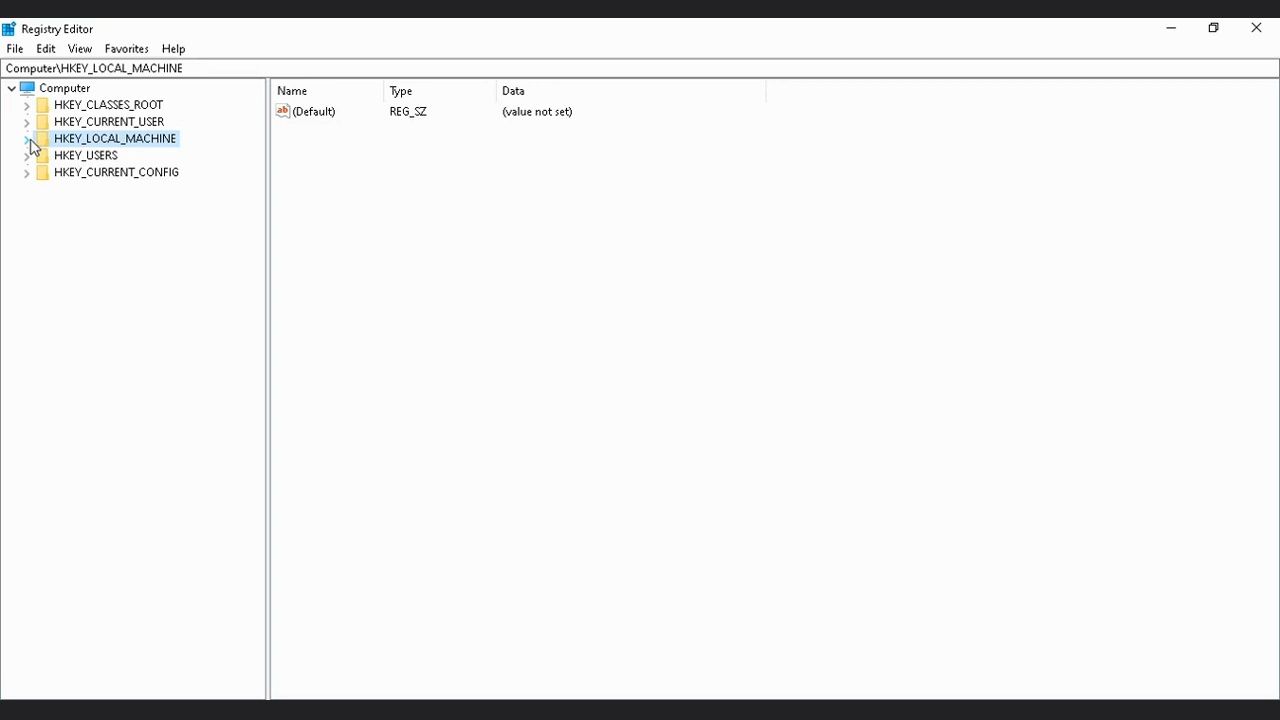 Registry Editor
File Edit View Favorites Help
Computer\HKEY_LOCAL_MACHINE
Computer
HKEY_CLASSES_ROOT
HKEY_CURRENT_USER
HKEY_LOCAL_MACHINE
HKEY_USERS
HKEY_CURRENT_CONFIG
Name Type Data
ab (Default) REG_SZ (value not set)